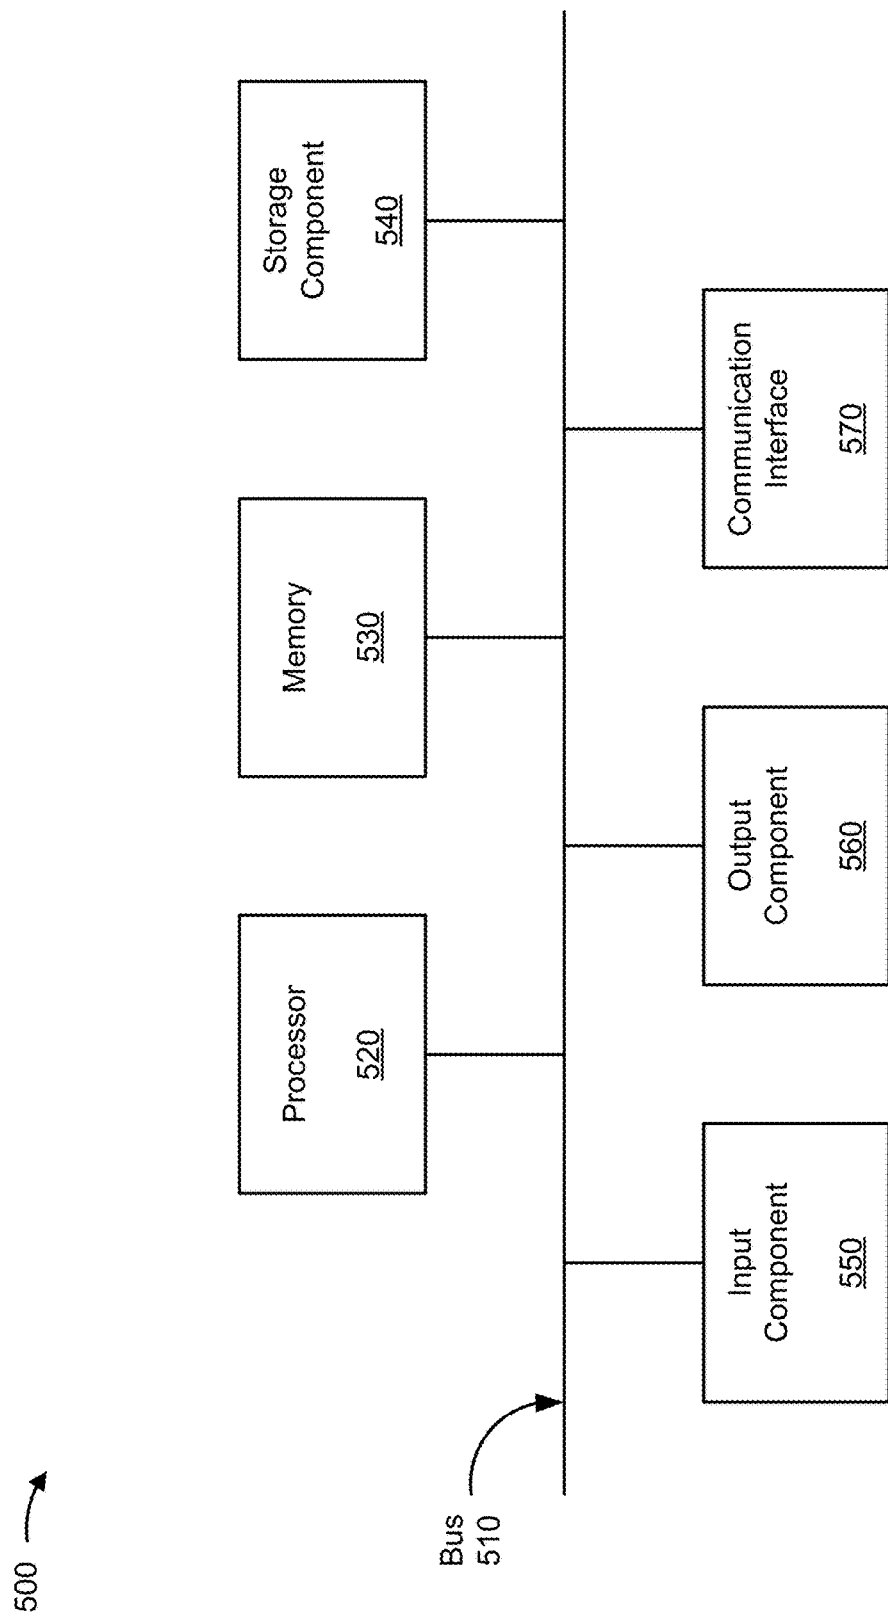 500
Processor
520
Memory
530
Storage
Component
540
Bus
510
Input
Component
550
Output
Component
560
Communication
Interface
570